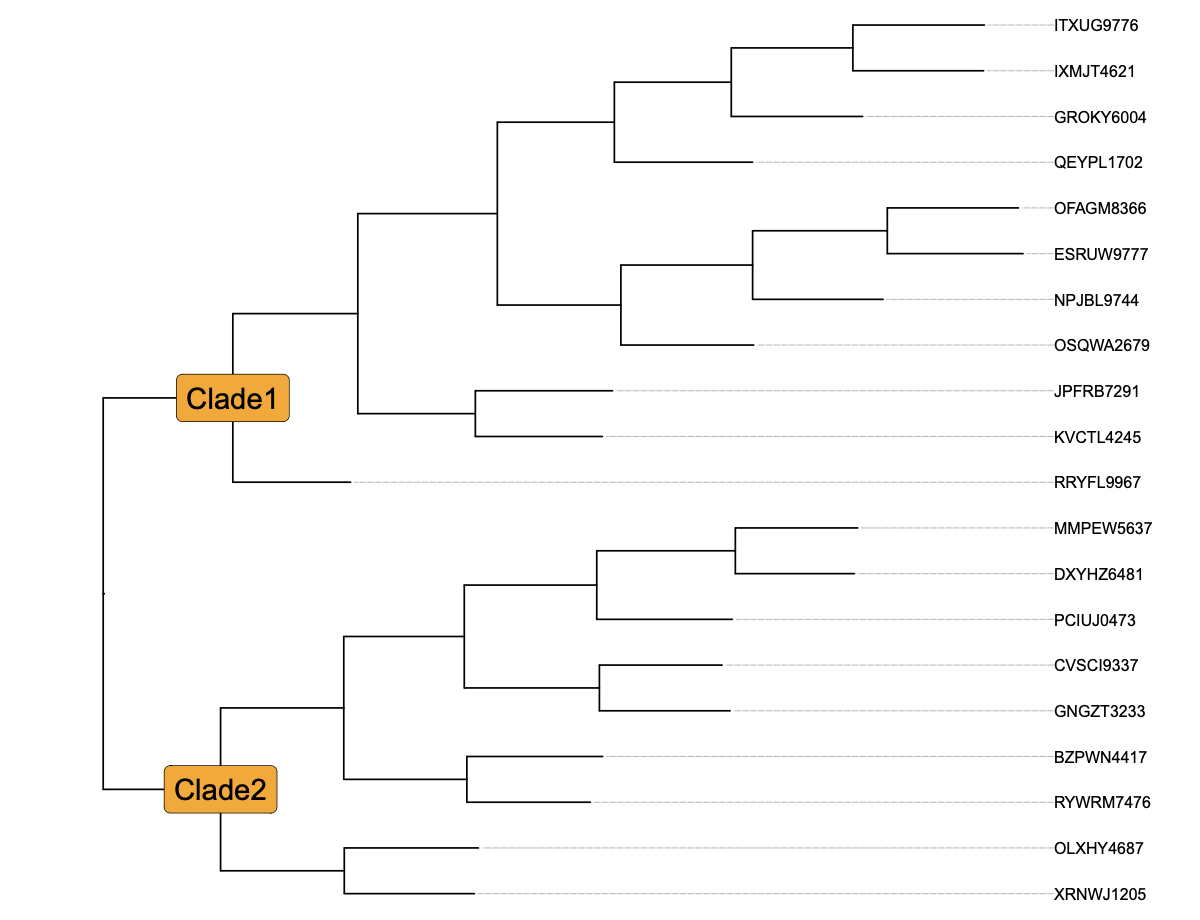 ITXUG9776
IXMJT4621
GROKY6004
QEYPL1702
OFAGM8366
ESRUW9777
NPJBL9744
OSQWA2679
JPFRB7291
Clade1
KVCTL4245
RRYFL9967
MMPEW5637
DXYHZ6481
PCIUJ0473
CVSCI9337
GNGZT3233
BZPWN4417
Clade2
RYWRM7476
OLXHY4687
XRNWJ1205